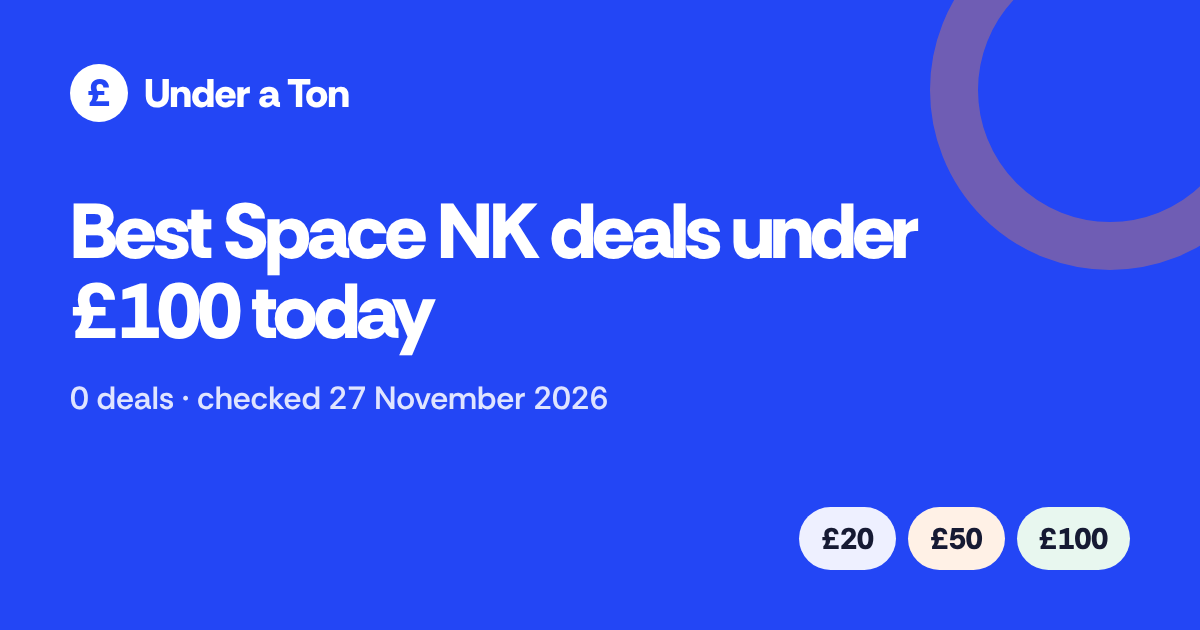 £ Under a Ton
Best Space NK deals under
£100 today
0 deals · checked 27 November 2026
£20 £50 £100